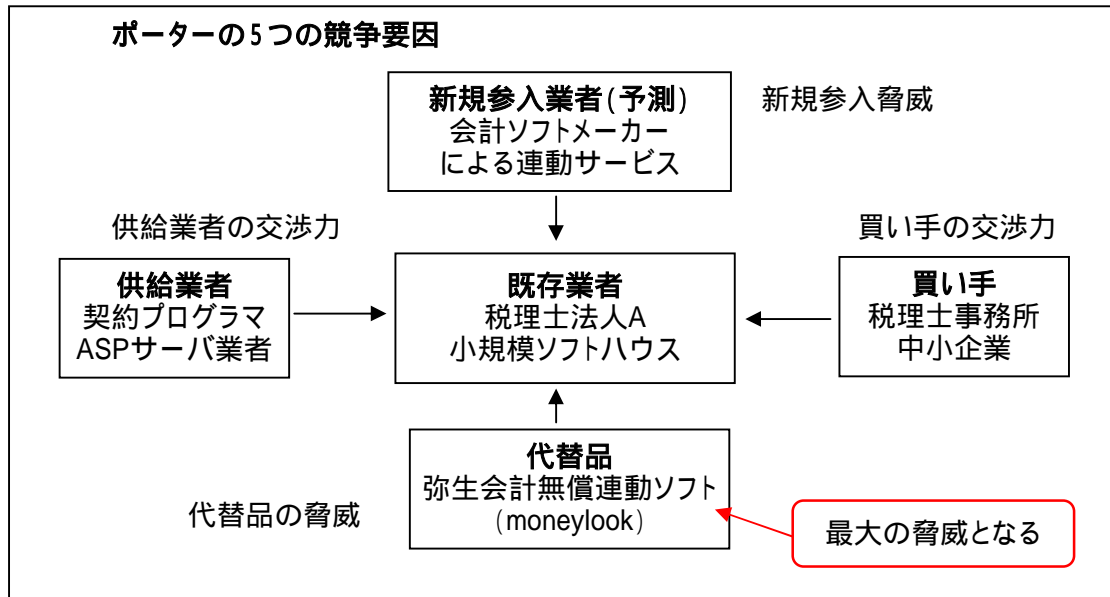 ポーターの5つの競争要因
新規参入業者(予測)
会計ソフトメーカー
による連動サービス
新規参入脅威
供給業者の交渉力
買い手の交渉力
供給業者
契約プログラマ
ASPサーバ業者
既存業者
税理士法人A
小規模ソフトハウス
買い手
税理士事務所
中小企業
代替品
弥生会計無償連動ソフト
(moneylook)
代替品の脅威
最大の脅威となる